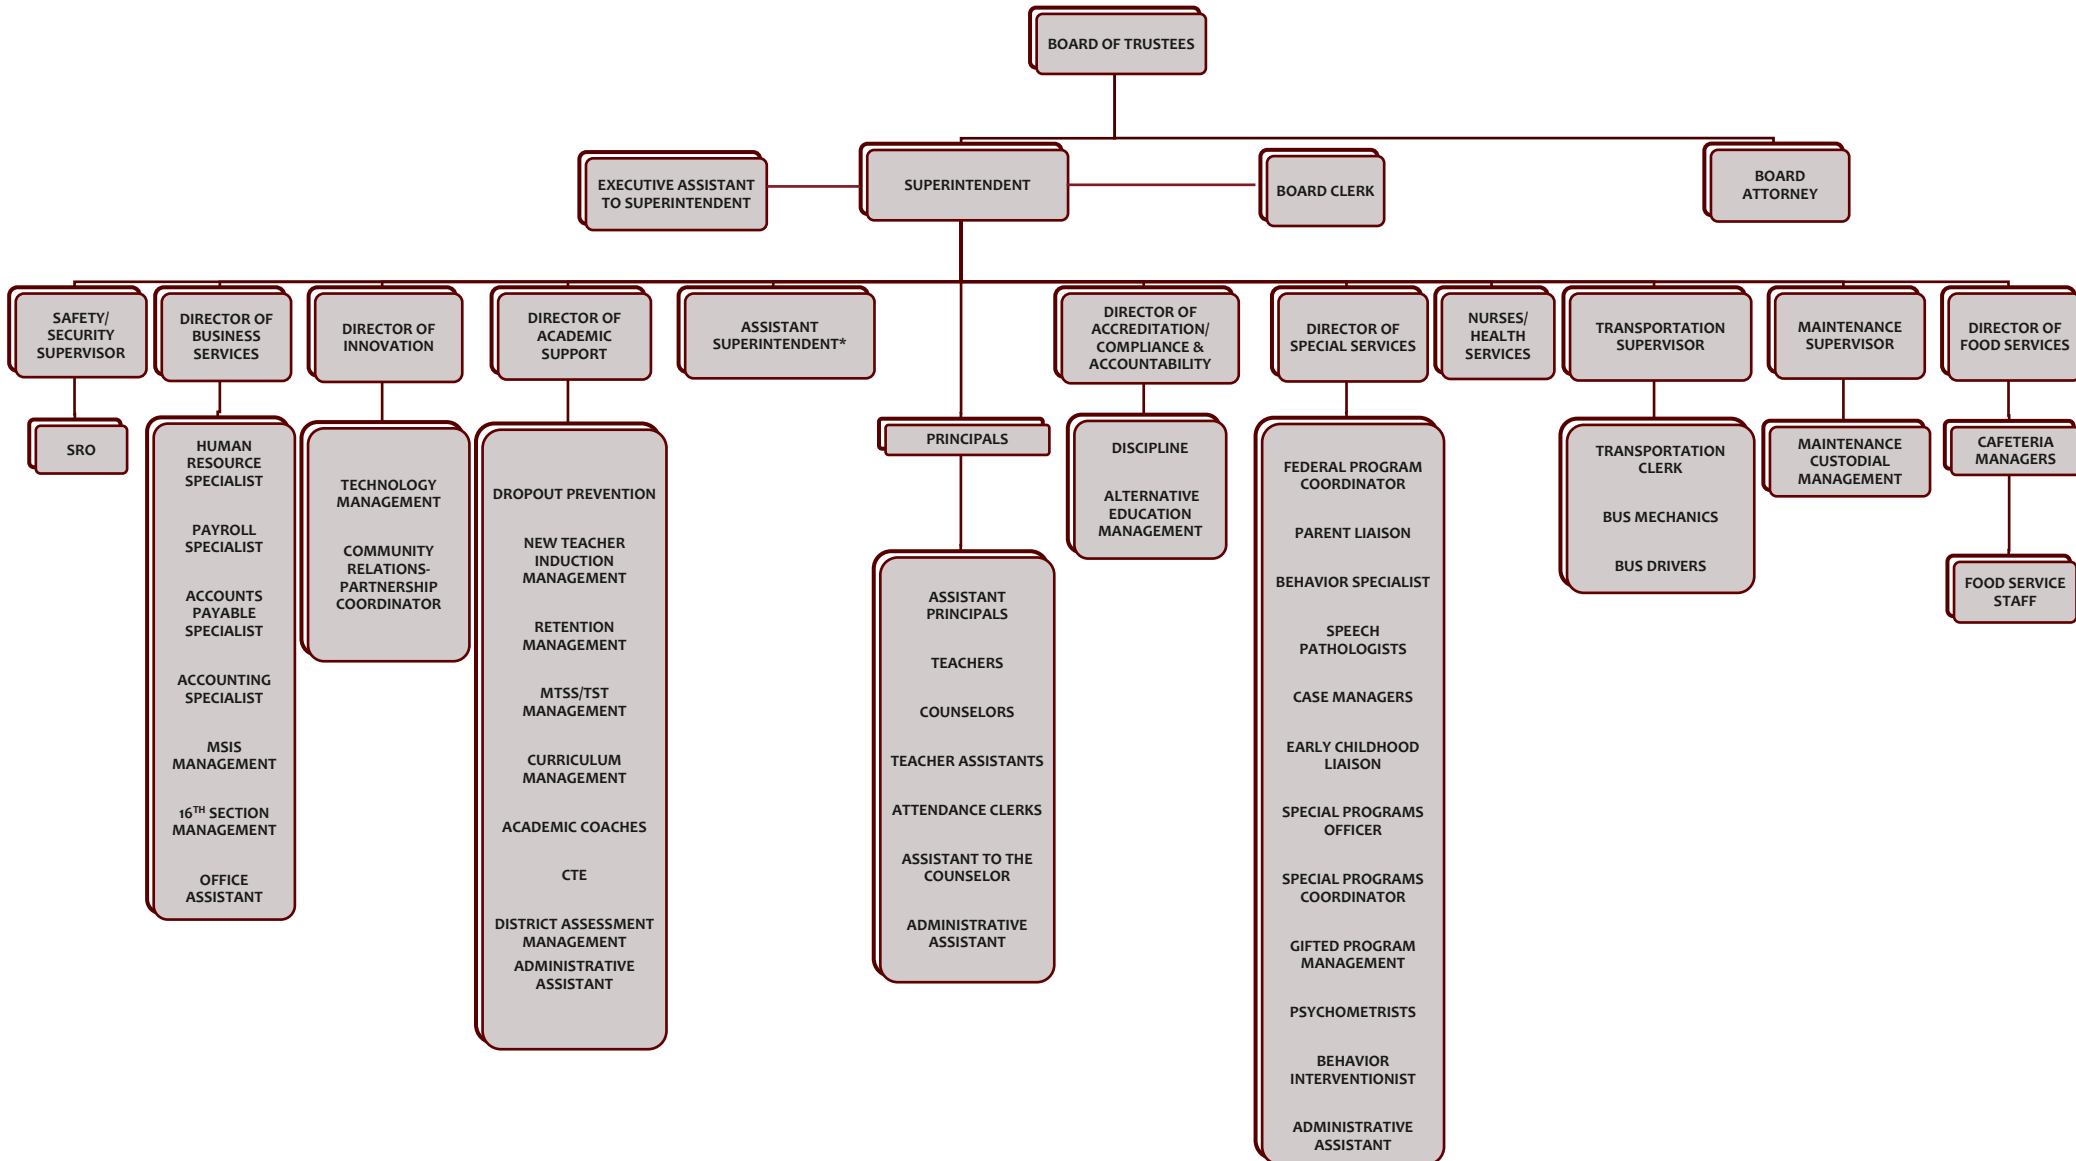 BOARD OF TRUSTEES
EXECUTIVE ASSISTANT
TO SUPERINTENDENT
SUPERINTENDENT
BOARD CLERK
BOARD
ATTORNEY
SAFETY/
SECURITY
SUPERVISOR
DIRECTOR OF
BUSINESS
SERVICES
DIRECTOR OF
INNOVATION
DIRECTOR OF
ACADEMIC
SUPPORT
ASSISTANT
SUPERINTENDENT*
DIRECTOR OF
ACCREDITATION/
COMPLIANCE &
ACCOUNTABILITY
DIRECTOR OF
SPECIAL SERVICES
NURSES/
HEALTH
SERVICES
TRANSPORTATION
SUPERVISOR
MAINTENANCE
SUPERVISOR
DIRECTOR OF
FOOD SERVICES
SRO
HUMAN
RESOURCE
SPECIALIST
PAYROLL
SPECIALIST
ACCOUNTS
PAYABLE
SPECIALIST
ACCOUNTING
SPECIALIST
MSIS
MANAGEMENT
16TH SECTION
MANAGEMENT
OFFICE
ASSISTANT
TECHNOLOGY
MANAGEMENT
COMMUNITY
RELATIONS-
PARTNERSHIP
COORDINATOR
DROPOUT PREVENTION
NEW TEACHER
INDUCTION
MANAGEMENT
RETENTION
MANAGEMENT
MTSS/TST
MANAGEMENT
CURRICULUM
MANAGEMENT
ACADEMIC COACHES
CTE
DISTRICT ASSESSMENT
MANAGEMENT
ADMINISTRATIVE
ASSISTANT
PRINCIPALS
ASSISTANT
PRINCIPALS
TEACHERS
COUNSELORS
TEACHER ASSISTANTS
ATTENDANCE CLERKS
ASSISTANT TO THE
COUNSELOR
ADMINISTRATIVE
ASSISTANT
DISCIPLINE
ALTERNATIVE
EDUCATION
MANAGEMENT
FEDERAL PROGRAM
COORDINATOR
PARENT LIAISON
BEHAVIOR SPECIALIST
SPEECH
PATHOLOGISTS
CASE MANAGERS
EARLY CHILDHOOD
LIAISON
SPECIAL PROGRAMS
OFFICER
SPECIAL PROGRAMS
COORDINATOR
GIFTED PROGRAM
MANAGEMENT
PSYCHOMETRISTS
BEHAVIOR
INTERVENTIONIST
ADMINISTRATIVE
ASSISTANT
TRANSPORTATION
CLERK
BUS MECHANICS
BUS DRIVERS
MAINTENANCE
CUSTODIAL
MANAGEMENT
CAFETERIA
MANAGERS
FOOD SERVICE
STAFF